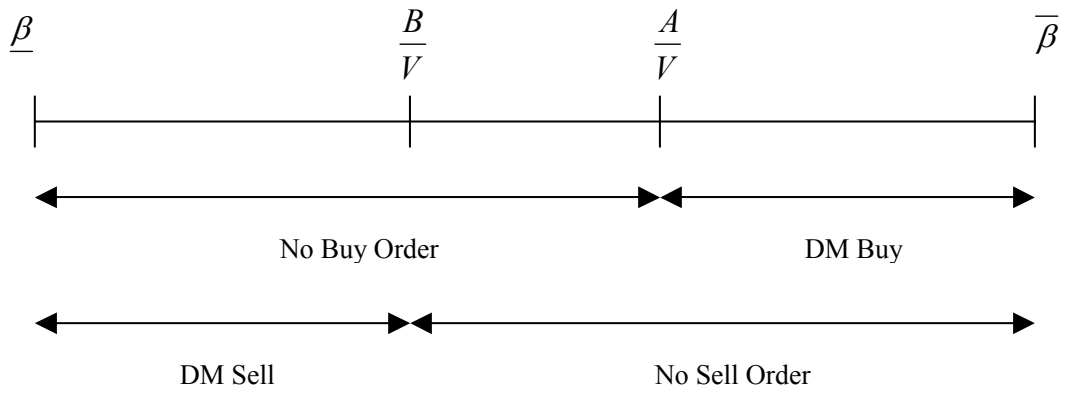 β B/V A/V β̅
No Buy Order DM Buy
DM Sell No Sell Order